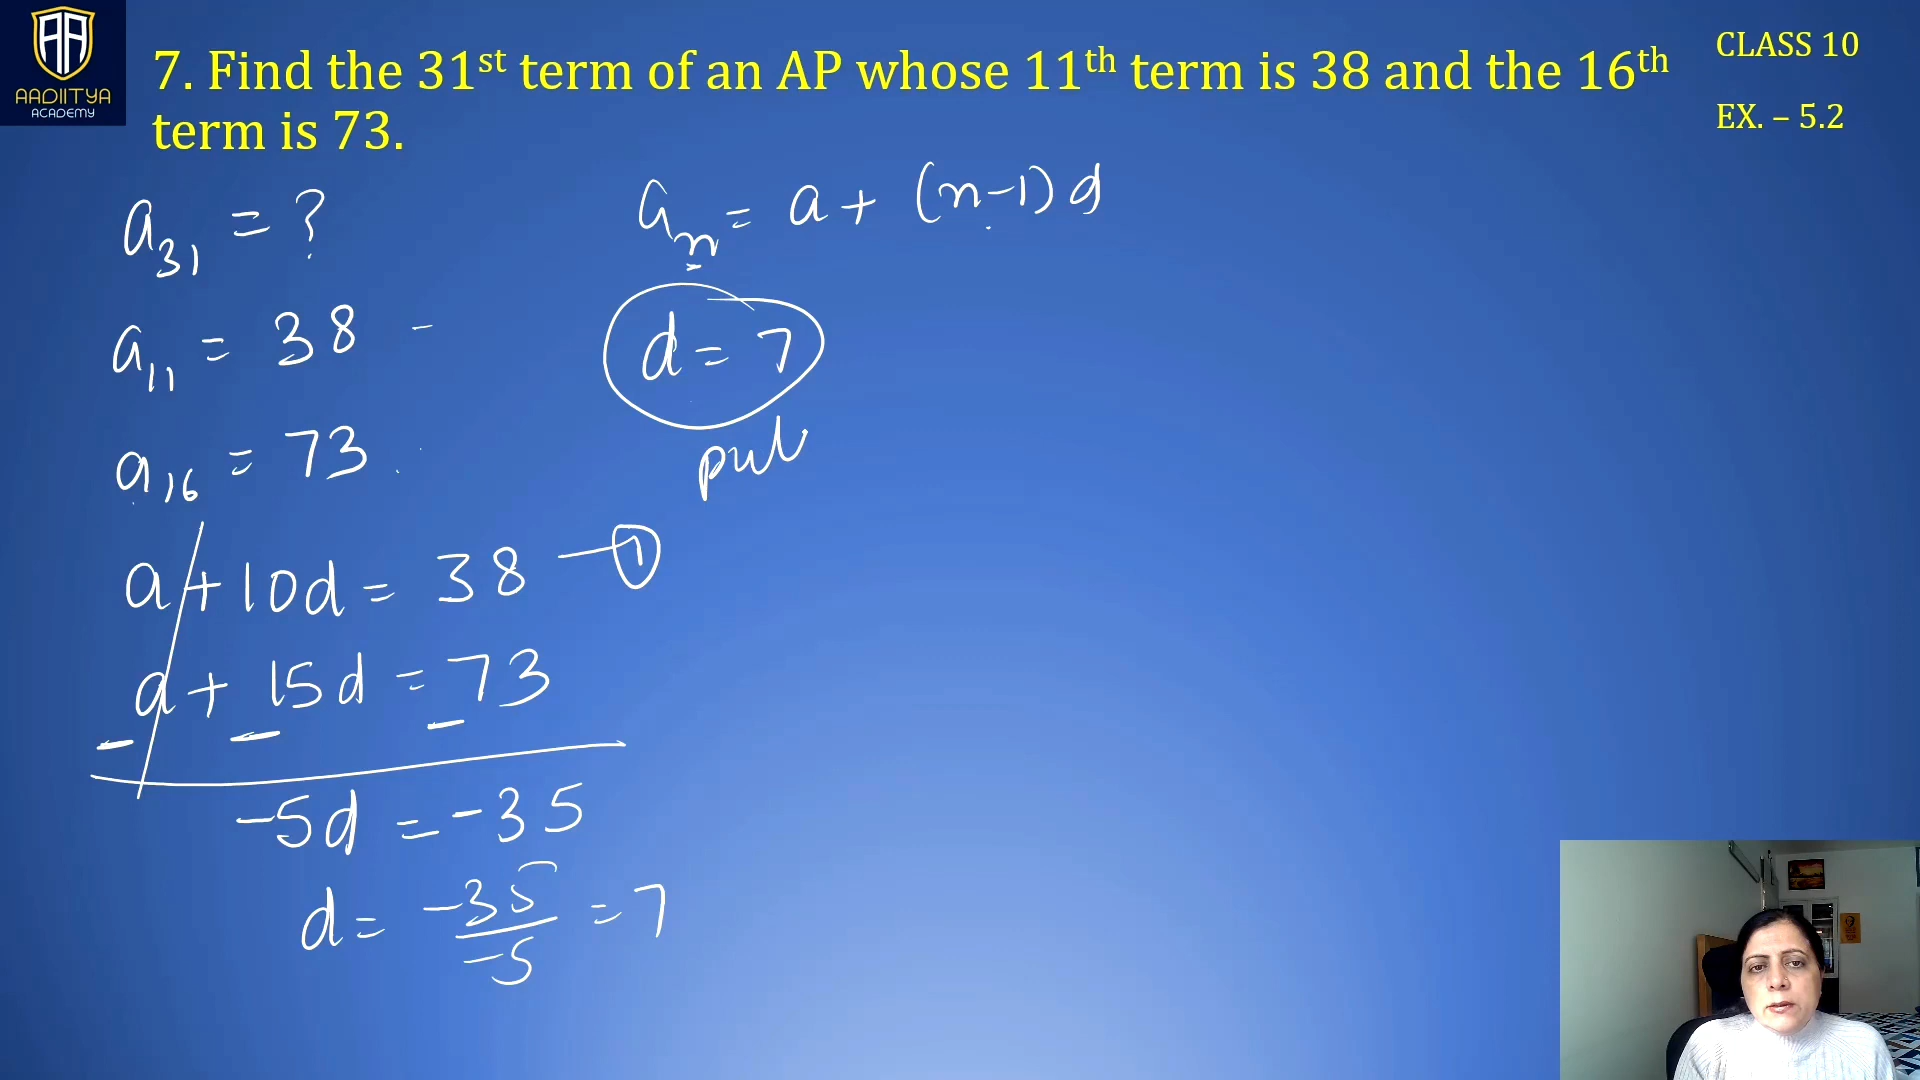 AADIITYA
ACADEMY
7. Find the 31st term of an AP whose 11th term is 38 and the 16th
term is 73.
CLASS 10
EX. – 5.2
a31 = ?
an = a + (n-1)d
a11 = 38 -
d = 7
a16 = 73
put
a + 10d = 38 — 1
a + 15d = 73
- - -
-5d = -35
d = -35/-5 = 7